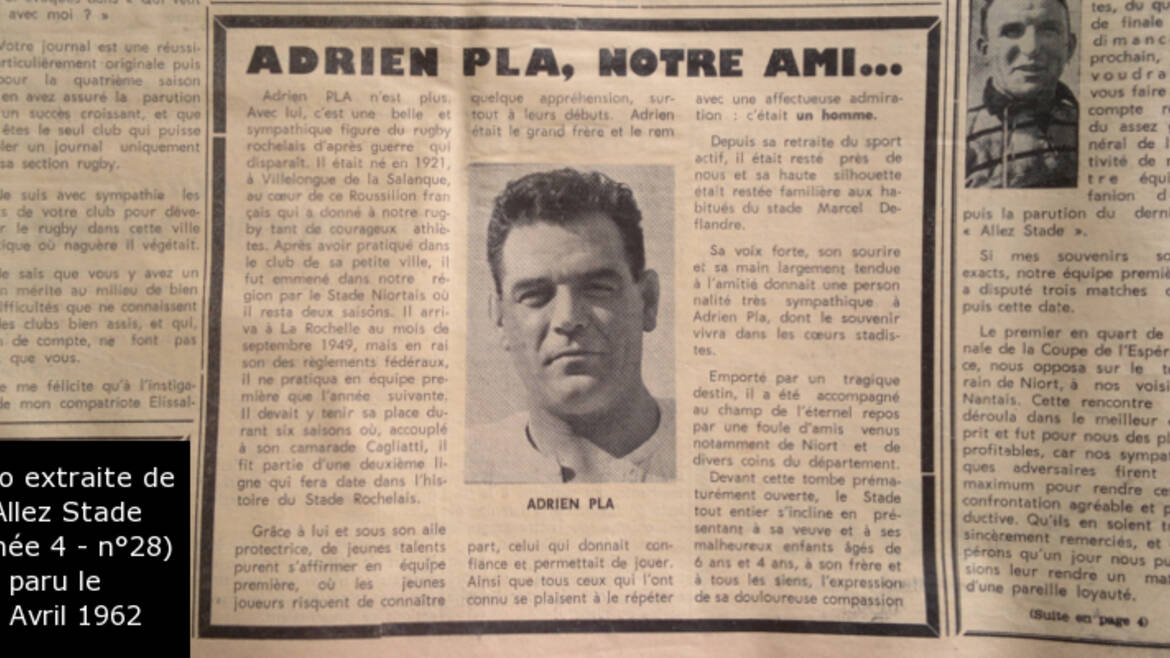 avec moi ? »
Votre journal est une réussi-
articulièrement originale puis
pour la quatrième saison
en avez assuré la parution
un succès croissant, et que
êtes le seul club qui puisse
ler un journal uniquement
sa section rugby.
Je suis avec sympathie les
s de votre club pour déve-
r le rugby dans cette ville
ique où naguère il végétait.
Je sais que vous y avez un
n mérite au milieu de bien
ifficultés que ne connaissent
les clubs bien assis, et qui,
n de compte, ne font pas
que vous.
e me félicite qu'à l'instiga-
de mon compatriote Elissal-
o extraite de
Allez Stade
née 4 - n°28)
paru le
Avril 1962
ADRIEN PLA, NOTRE AMI...
Adrien PLA n'est plus.
Avec lui, c'est une belle et
sympathique figure du rugby
rochelais d'après guerre qui
disparaît. Il était né en 1921,
à Villelongue de la Salanque,
au cœur de ce Roussillon fran
çais qui a donné à notre rug-
by tant de courageux athlè-
tes. Après avoir pratiqué dans
le club de sa petite ville, il
fut emmené dans notre ré-
gion par le Stade Niortais où
il resta deux saisons. Il arri-
va à La Rochelle au mois de
septembre 1949, mais en rai
son des règlements fédéraux,
il ne pratiqua en équipe pre-
mière que l'année suivante.
Il devait y tenir sa place du-
rant six saisons où, accouplé
à son camarade Cagliatti, il
fit partie d'une deuxième li-
gne qui fera date dans l'his-
toire du Stade Rochelais.
Grâce à lui et sous son aile
protectrice, de jeunes talents
purent s'affirmer en équipe
première, où les jeunes
joueurs risquent de connaître
quelque appréhension, sur-
tout à leurs débuts. Adrien
était le grand frère et le rem
ADRIEN PLA
part, celui qui donnait con-
fiance et permettait de jouer.
Ainsi que tous ceux qui l'ont
connu se plaisent à le répéter
avec une affectueuse admira-
tion : c'était un homme.
Depuis sa retraite du sport
actif, il était resté près de
nous et sa haute silhouette
était restée familière aux ha-
bitués du stade Marcel De-
flandre.
Sa voix forte, son sourire
et sa main largement tendue
à l'amitié donnait une person
nalité très sympathique à
Adrien Pla, dont le souvenir
vivra dans les cœurs stadis-
tes.
Emporté par un tragique
destin, il a été accompagné
au champ de l'éternel repos
par une foule d'amis venus
notamment de Niort et de
divers coins du département.
Devant cette tombe préma-
turément ouverte, le Stade
tout entier s'incline en pré-
sentant à sa veuve et à ses
malheureux enfants âgés de
6 ans et 4 ans, à son frère et
à tous les siens, l'expression
de sa douloureuse compassion
tes, du qu
de finale
dimanc
prochain,
voudra
vous faire
compte r
du assez
néral de l'
tivité de n
tre équi
fanion d
puis la parution du derni
« Allez Stade ».
Si mes souvenirs so
exacts, notre équipe premiè
a disputé trois matches d
puis cette date.
Le premier en quart de
nale de la Coupe de l'Espér
ce, nous opposa sur le t
rain de Niort, à nos voisi
Nantais. Cette rencontre
déroula dans le meilleur
prit et fut pour nous des pl
profitables, car nos sympat
ques adversaires firent
maximum pour rendre ce
confrontation agréable et p
ductive. Qu'ils en soient t
sincèrement remerciés, et
pérons qu'un jour nous pu
sions leur rendre un ma
d'une pareille loyauté.
(Suite en page 4)